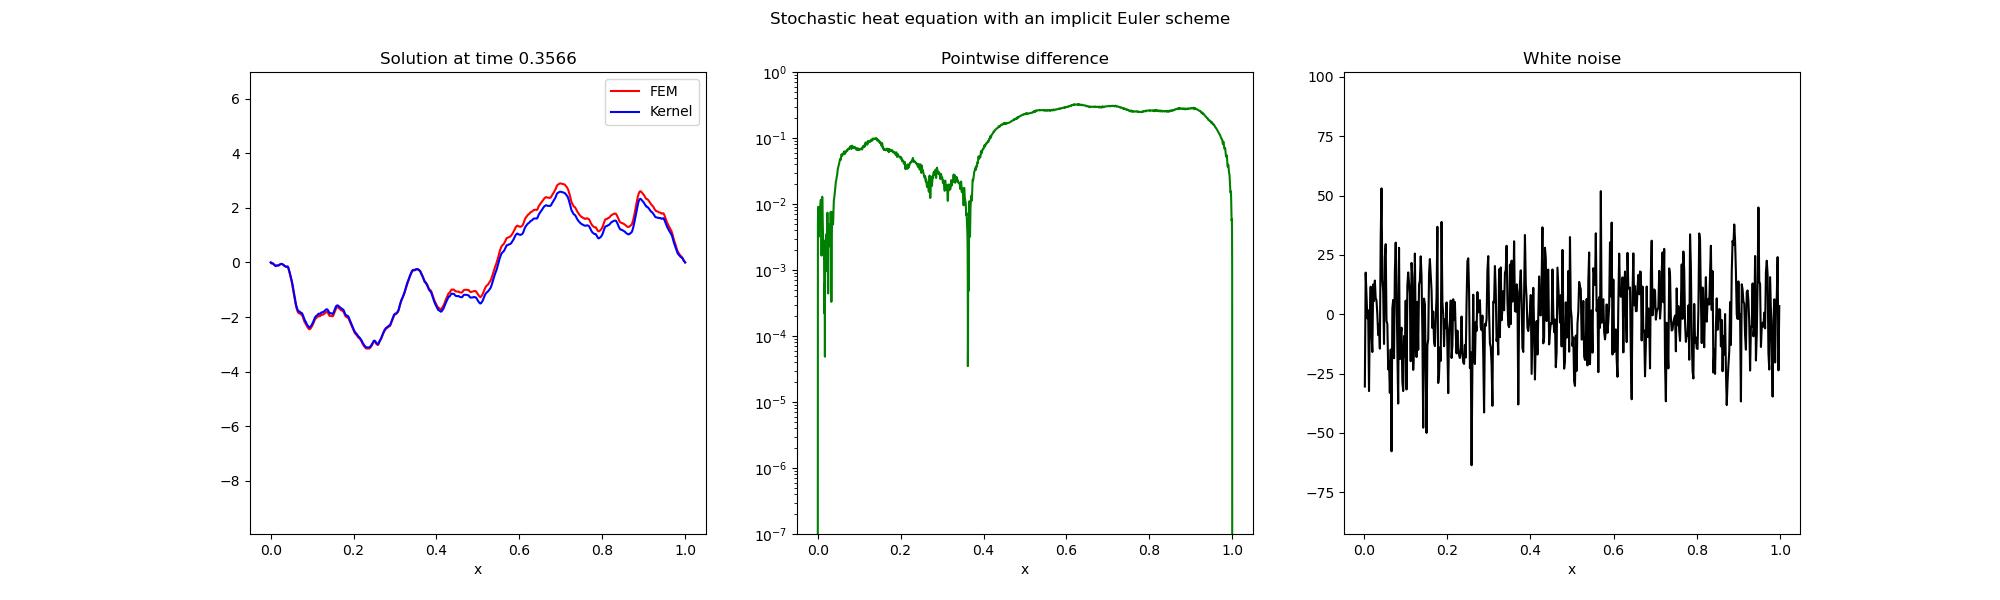 Stochastic heat equation with an implicit Euler scheme
Solution at time 0.3566
FEM
Kernel
6
4
2
0
−2
−4
−6
−8
0.0 0.2 0.4 0.6 0.8 1.0
x
Pointwise difference
10⁰
10⁻¹
10⁻²
10⁻³
10⁻⁴
10⁻⁵
10⁻⁶
10⁻⁷
0.0 0.2 0.4 0.6 0.8 1.0
x
White noise
100
75
50
25
0
−25
−50
−75
0.0 0.2 0.4 0.6 0.8 1.0
x